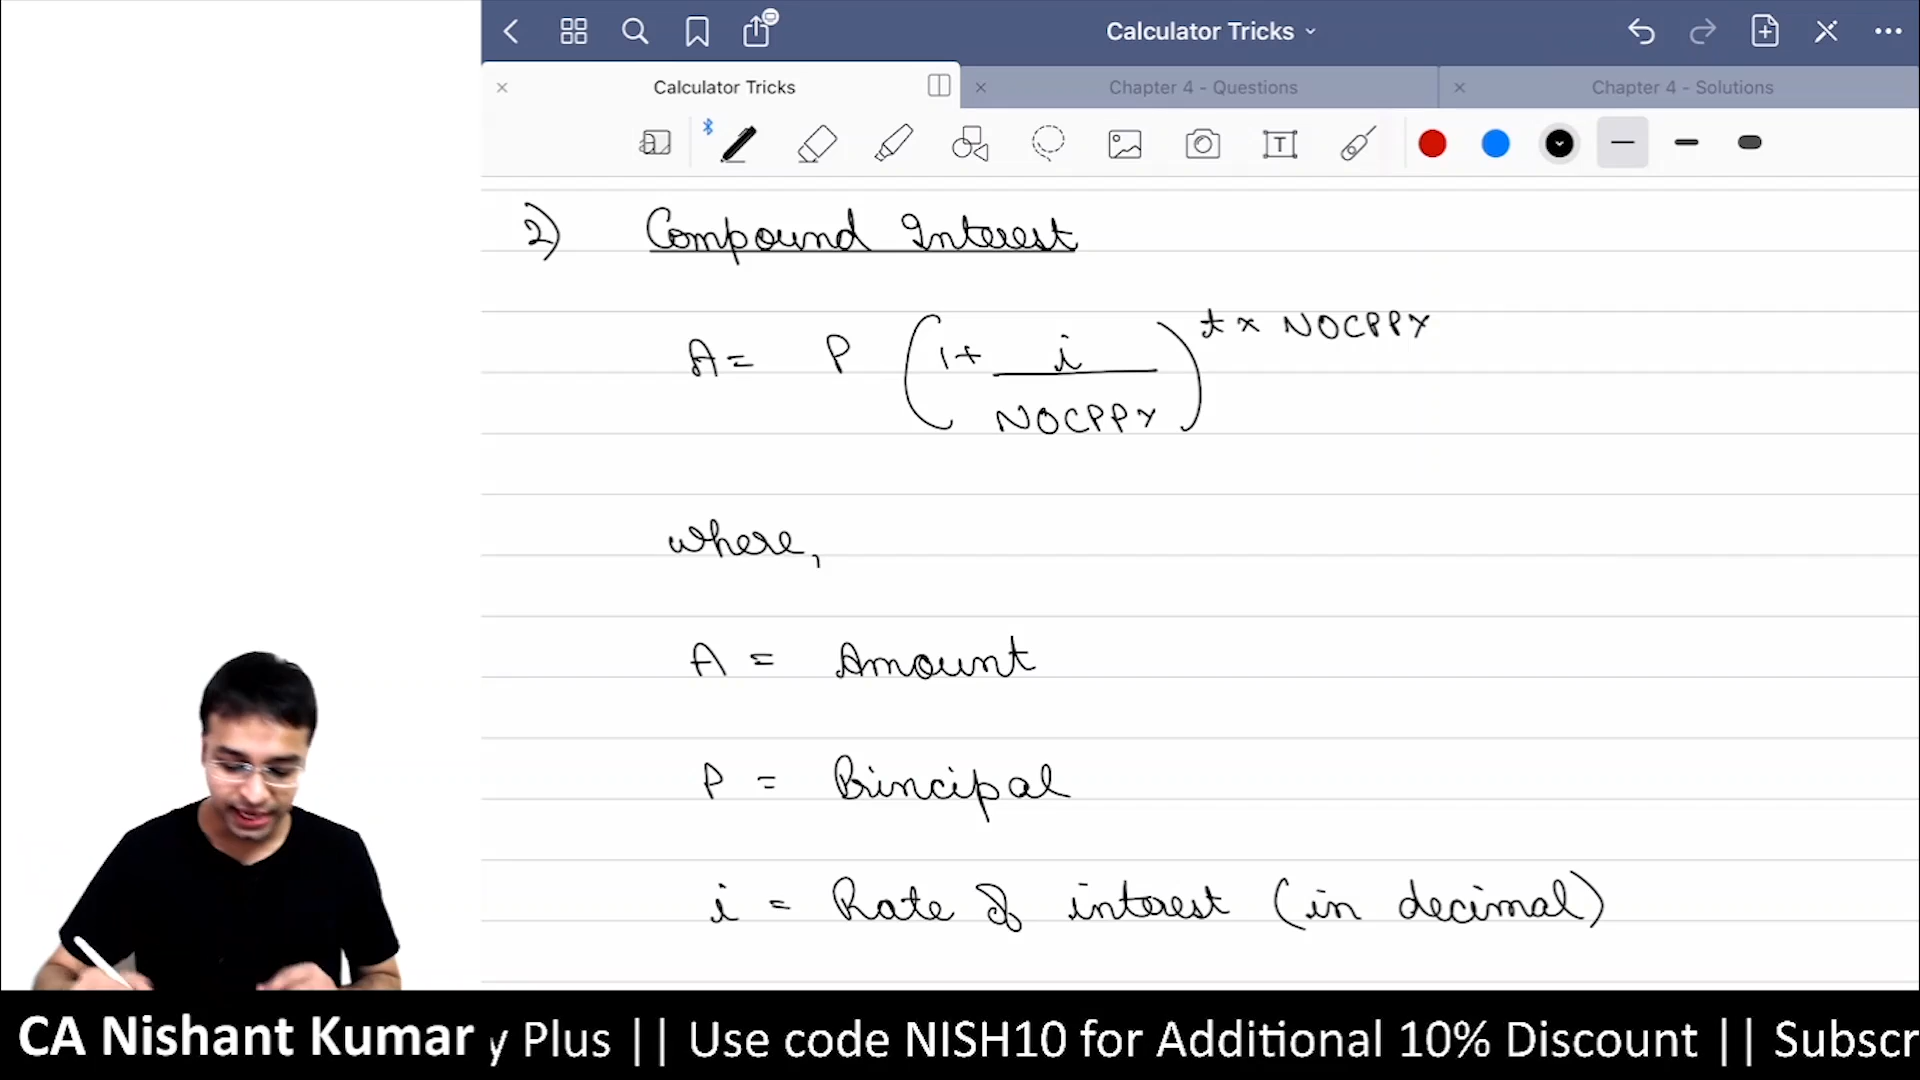 Calculator Tricks
Calculator Tricks
Chapter 4 - Questions
Chapter 4 - Solutions
2) Compound Interest
A = P (1 + i / NOCPPY)^t × NOCPPY
where,
A = Amount
P = Principal
i = Rate of interest (in decimal)
CA Nishant Kumar y Plus || Use code NISH10 for Additional 10% Discount || Subscr